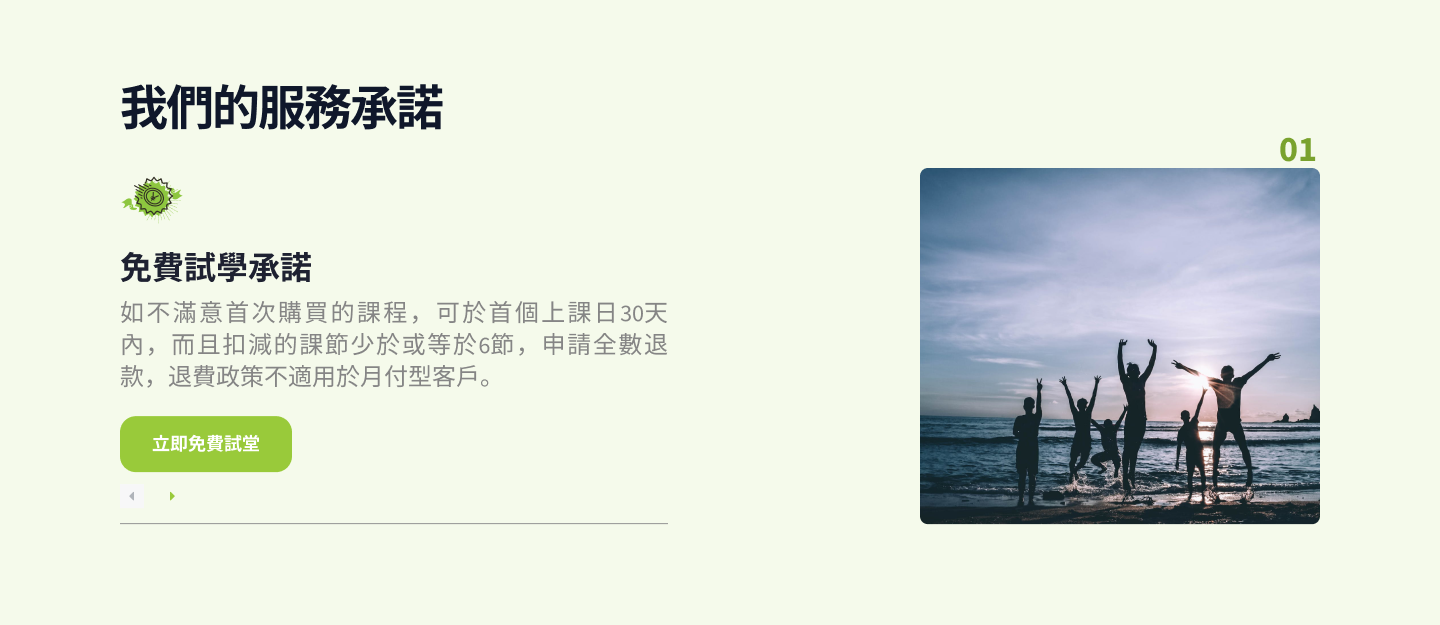 我們的服務承諾
01
免費試學承諾
如不滿意首次購買的課程，可於首個上課日30天
內，而且扣減的課節少於或等於6節，申請全數退
款，退費政策不適用於月付型客戶。
立即免費試堂